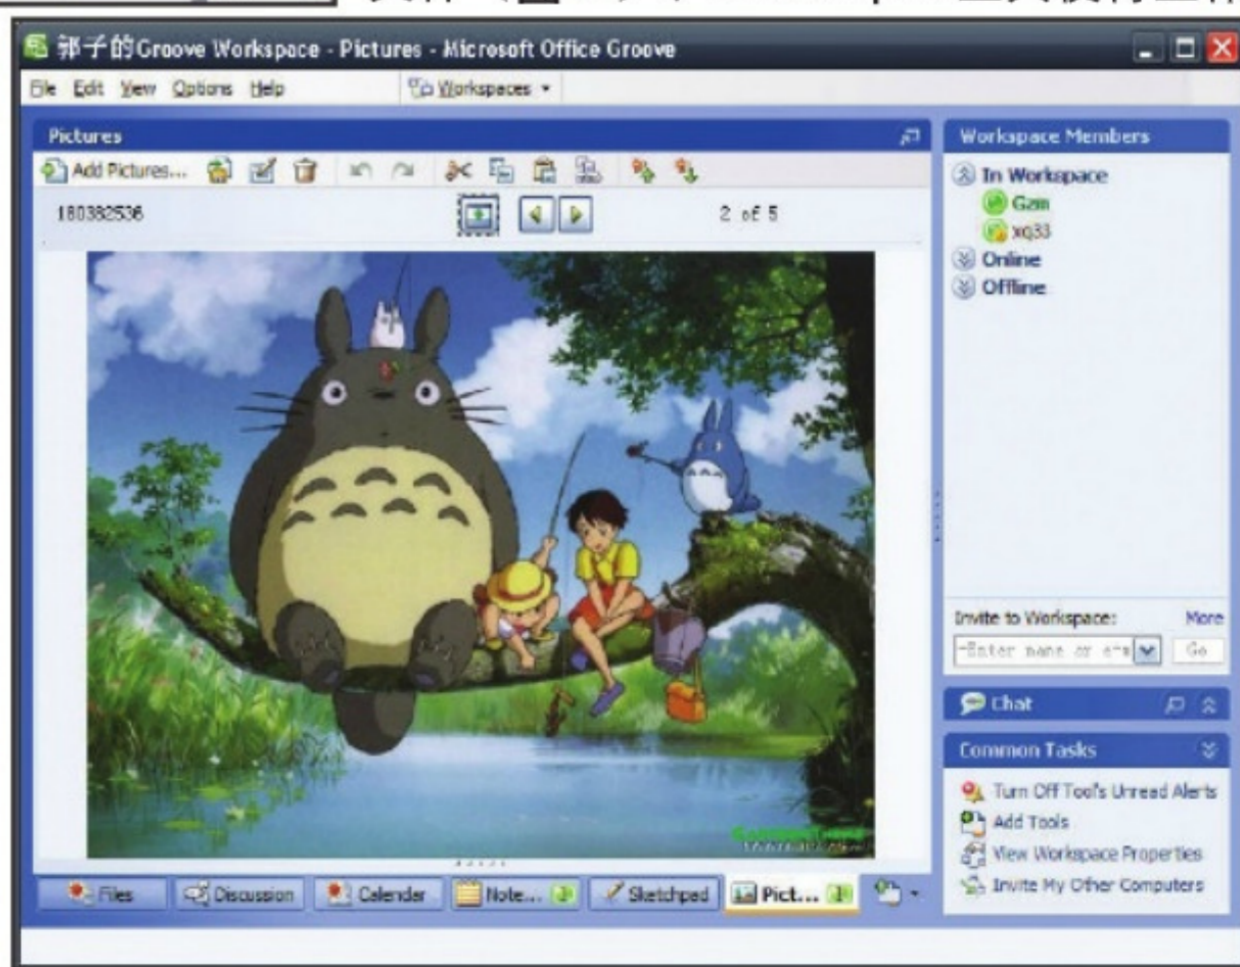 郭子的Groove Workspace - Pictures - Microsoft Office Groove
File Edit View Options Help Workspaces
Pictures
Add Pictures...
180382536
2 of 5
Workspace Members
In Workspace
Gzm
xq33
Online
Offline
Invite to Workspace: More
Go
Chat
Common Tasks
Turn Off Tool's Unread Alerts
Add Tools
View Workspace Properties
Invite My Other Computers
Files Discussion Calendar Note... Sketchpad Pict...